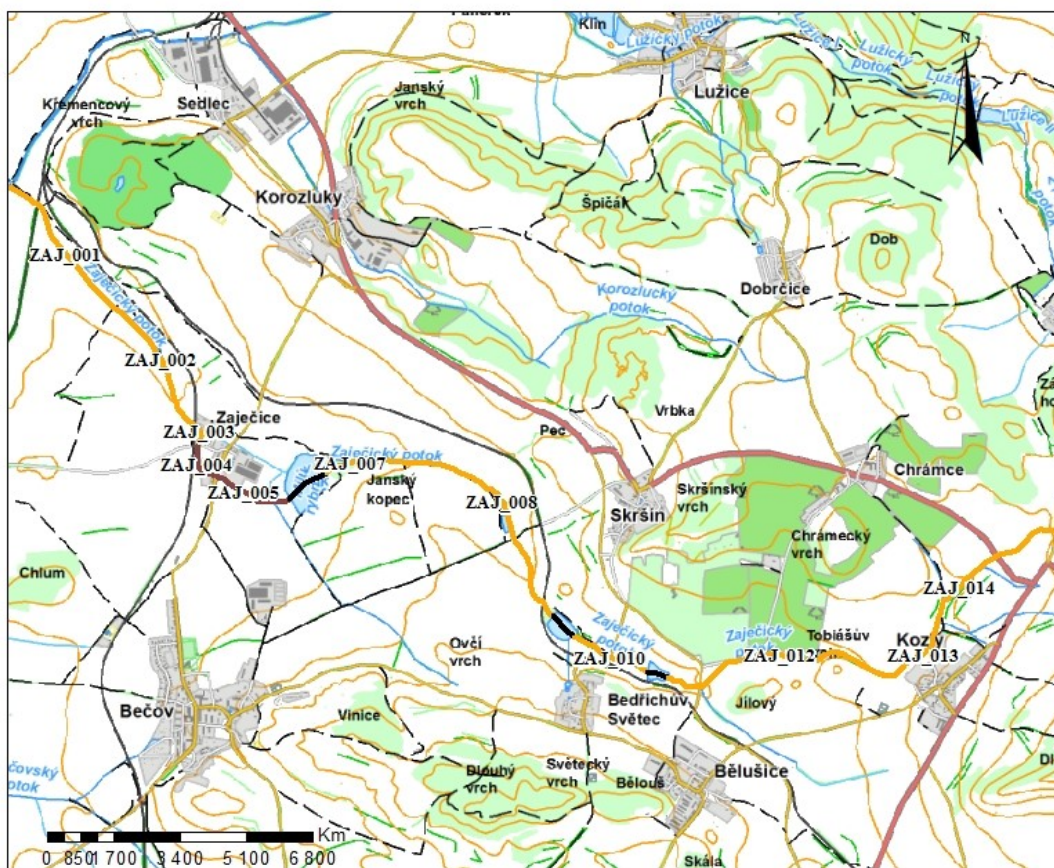 Klín
Lužický potok
Lužice I
Lužický
potok
N
Křemencový
vrch
Sedlec
Janský
vrch
Lužice
Korozluky
Špičák
Dob
ZAJ_001
Zaječický potok
Korozlucký
potok
Dobrčice
ZAJ_002
Zaječice
ZAJ_003
ZAJ_004
ZAJ_005
Zaječický potok
ZAJ_007
Janský
kopec
Pec
Vrbka
ZAJ_008
Skršín
Skršínský
vrch
Chrámce
Chrámecký
vrch
Chlum
ZAJ_014
Ovčí
vrch
Zaječický
potok
ZAJ_010
Zaječický
potok
ZAJ_012
Tobiášův
Kozly
ZAJ_013
Bečov
Vinice
Bedřichův
Světec
Jílový
Dlouhý
vrch
Světecký
vrch
Bělouš
Bělušice
Skála
Km
0 850 1 700 3 400 5 100 6 800